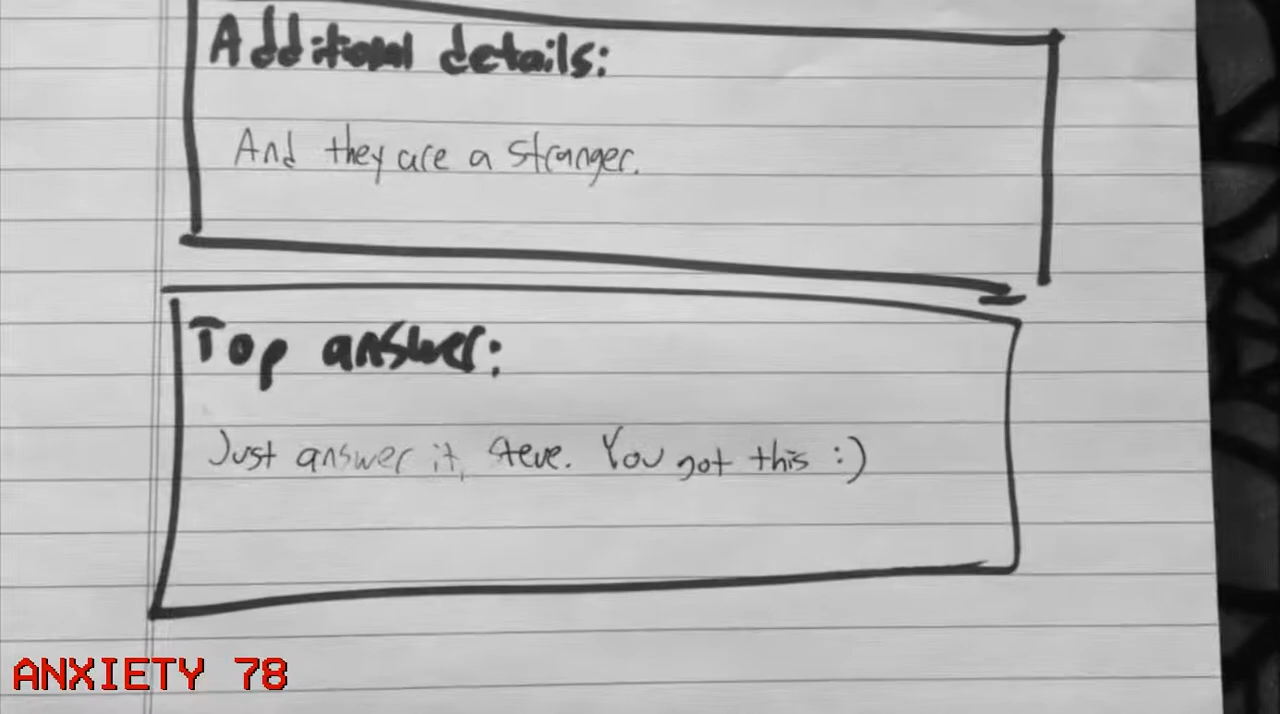 Additional details:
And they are a stranger.
Top answer:
Just answer it, Steve. You got this :)
ANXIETY 78